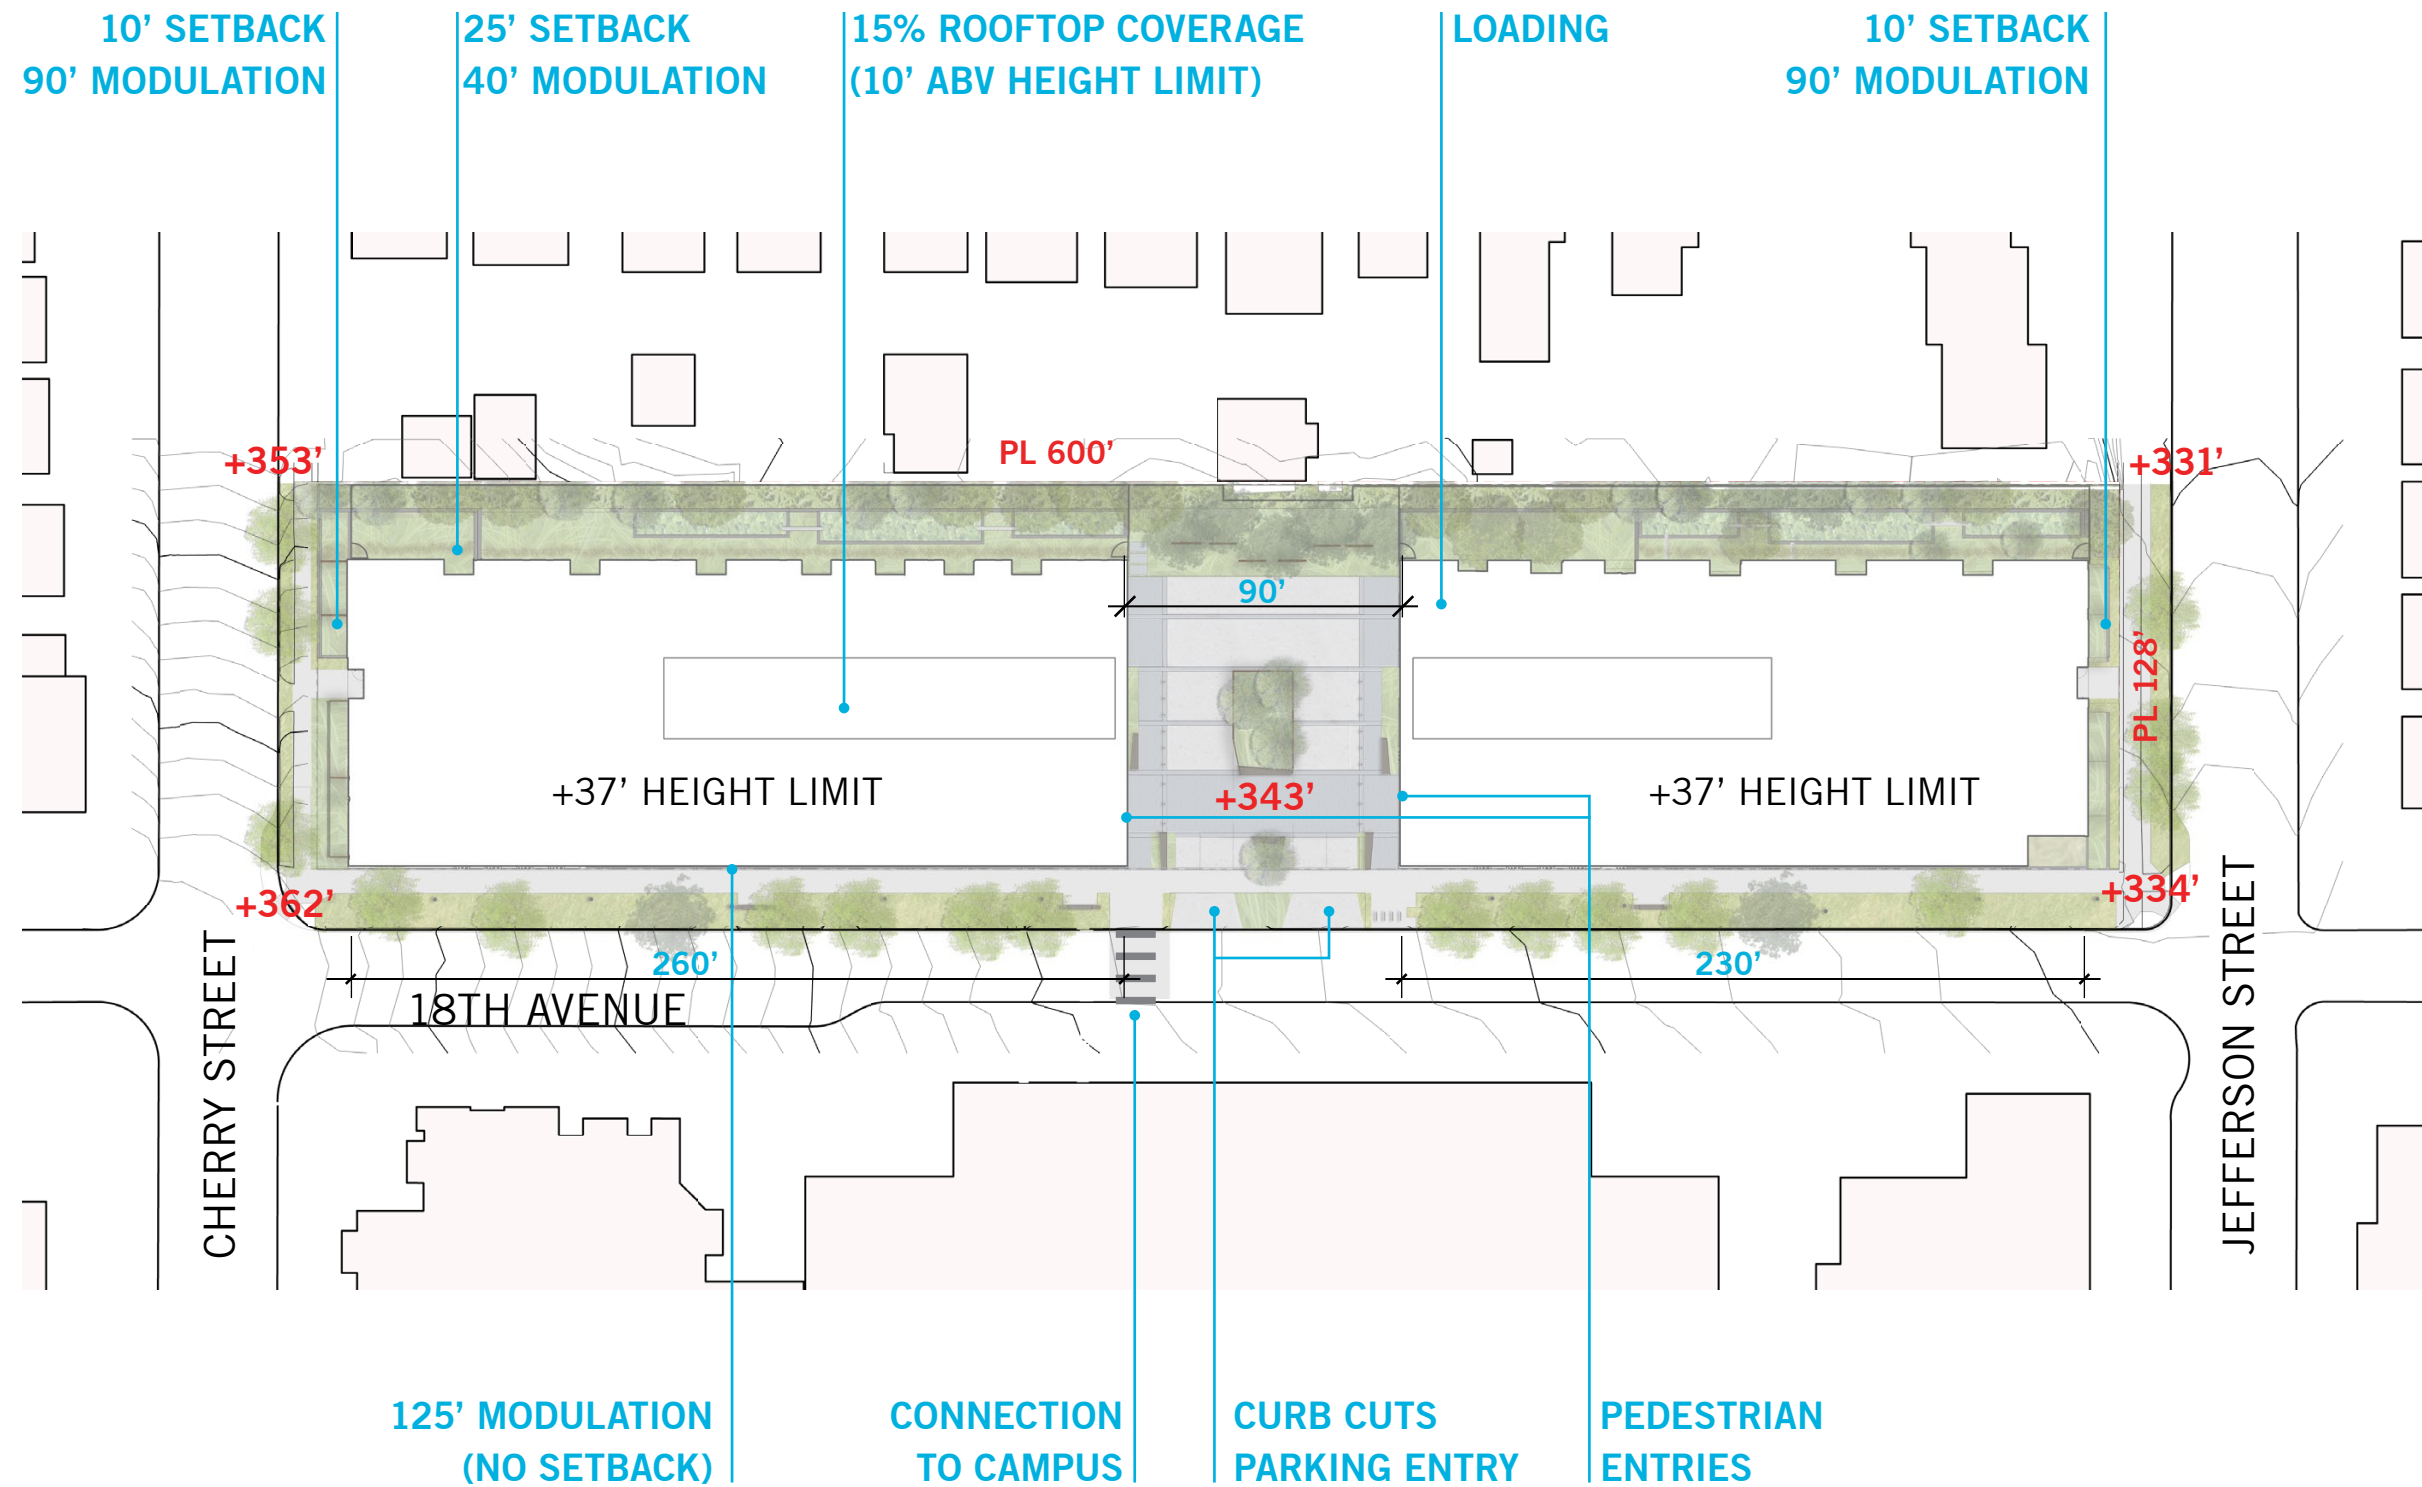 10’ SETBACK
90’ MODULATION
25’ SETBACK
40’ MODULATION
15% ROOFTOP COVERAGE
(10’ ABV HEIGHT LIMIT)
LOADING
10’ SETBACK
90’ MODULATION
+353’
PL 600’
+331’
90’
PL 128’
+37’ HEIGHT LIMIT
+343’
+37’ HEIGHT LIMIT
+362’
+334’
260’
230’
18TH AVENUE
CHERRY STREET
JEFFERSON STREET
125’ MODULATION
(NO SETBACK)
CONNECTION
TO CAMPUS
CURB CUTS
PARKING ENTRY
PEDESTRIAN
ENTRIES